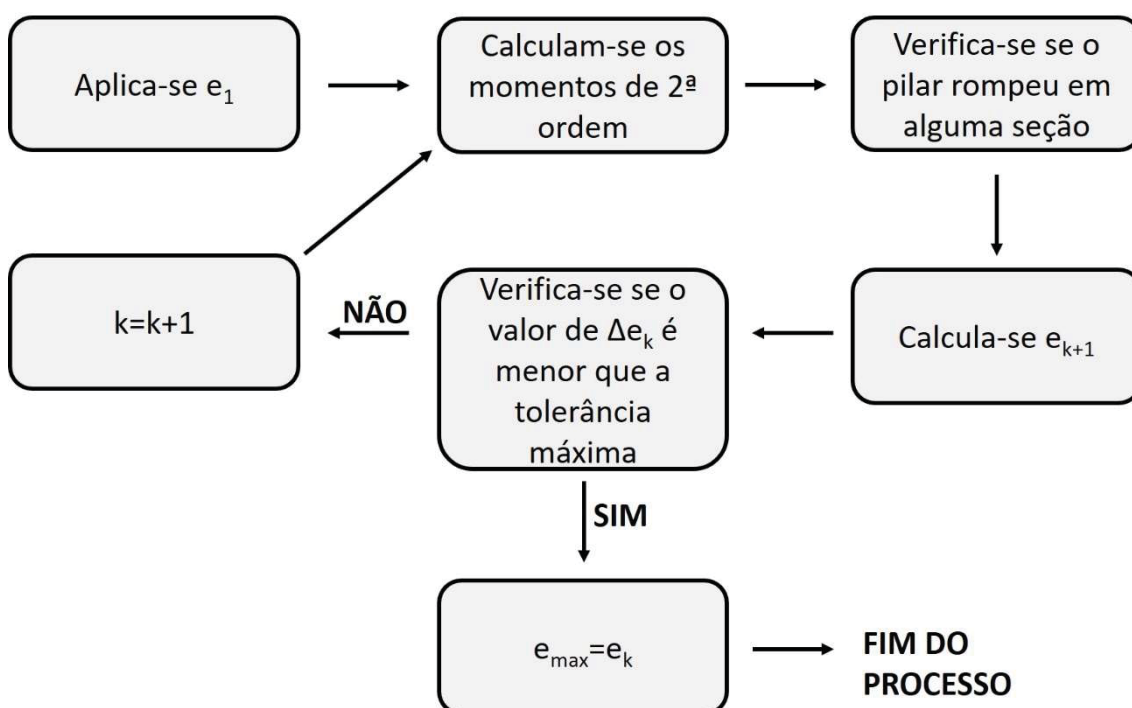 Aplica-se e₁
Calculam-se os
momentos de 2ª
ordem
Verifica-se se o
pilar rompeu em
alguma seção
k=k+1
NÃO
Verifica-se se o
valor de Δeₖ é
menor que a
tolerância
máxima
Calcula-se eₖ₊₁
SIM
eₘₐₓ=eₖ
FIM DO
PROCESSO